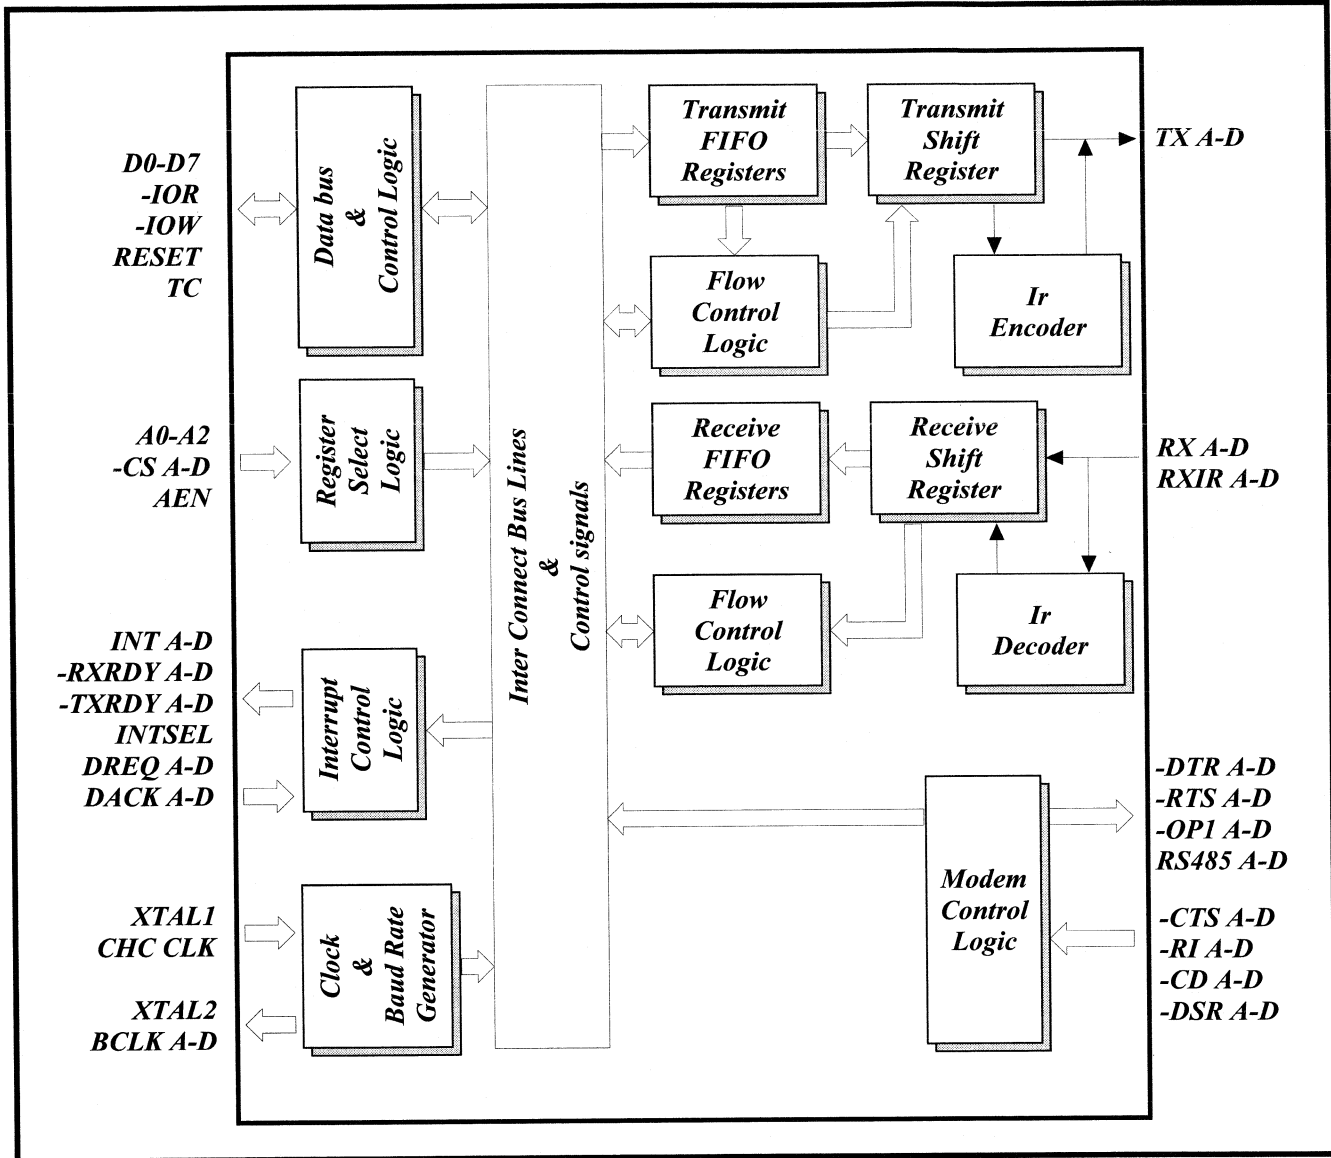 D0-D7
-IOR
-IOW
RESET
TC
A0-A2
-CS A-D
AEN
INT A-D
-RXRDY A-D
-TXRDY A-D
INTSEL
DREQ A-D
DACK A-D
XTAL1
CHC CLK
XTAL2
BCLK A-D
Data bus
&
Control Logic
Register
Select
Logic
Interrupt
Control
Logic
Clock
&
Baud Rate
Generator
Inter Connect Bus Lines
&
Control signals
Transmit
FIFO
Registers
Transmit
Shift
Register
Flow
Control
Logic
Ir
Encoder
Receive
FIFO
Registers
Receive
Shift
Register
Flow
Control
Logic
Ir
Decoder
Modem
Control
Logic
TX A-D
RX A-D
RXIR A-D
-DTR A-D
-RTS A-D
-OP1 A-D
RS485 A-D
-CTS A-D
-RI A-D
-CD A-D
-DSR A-D